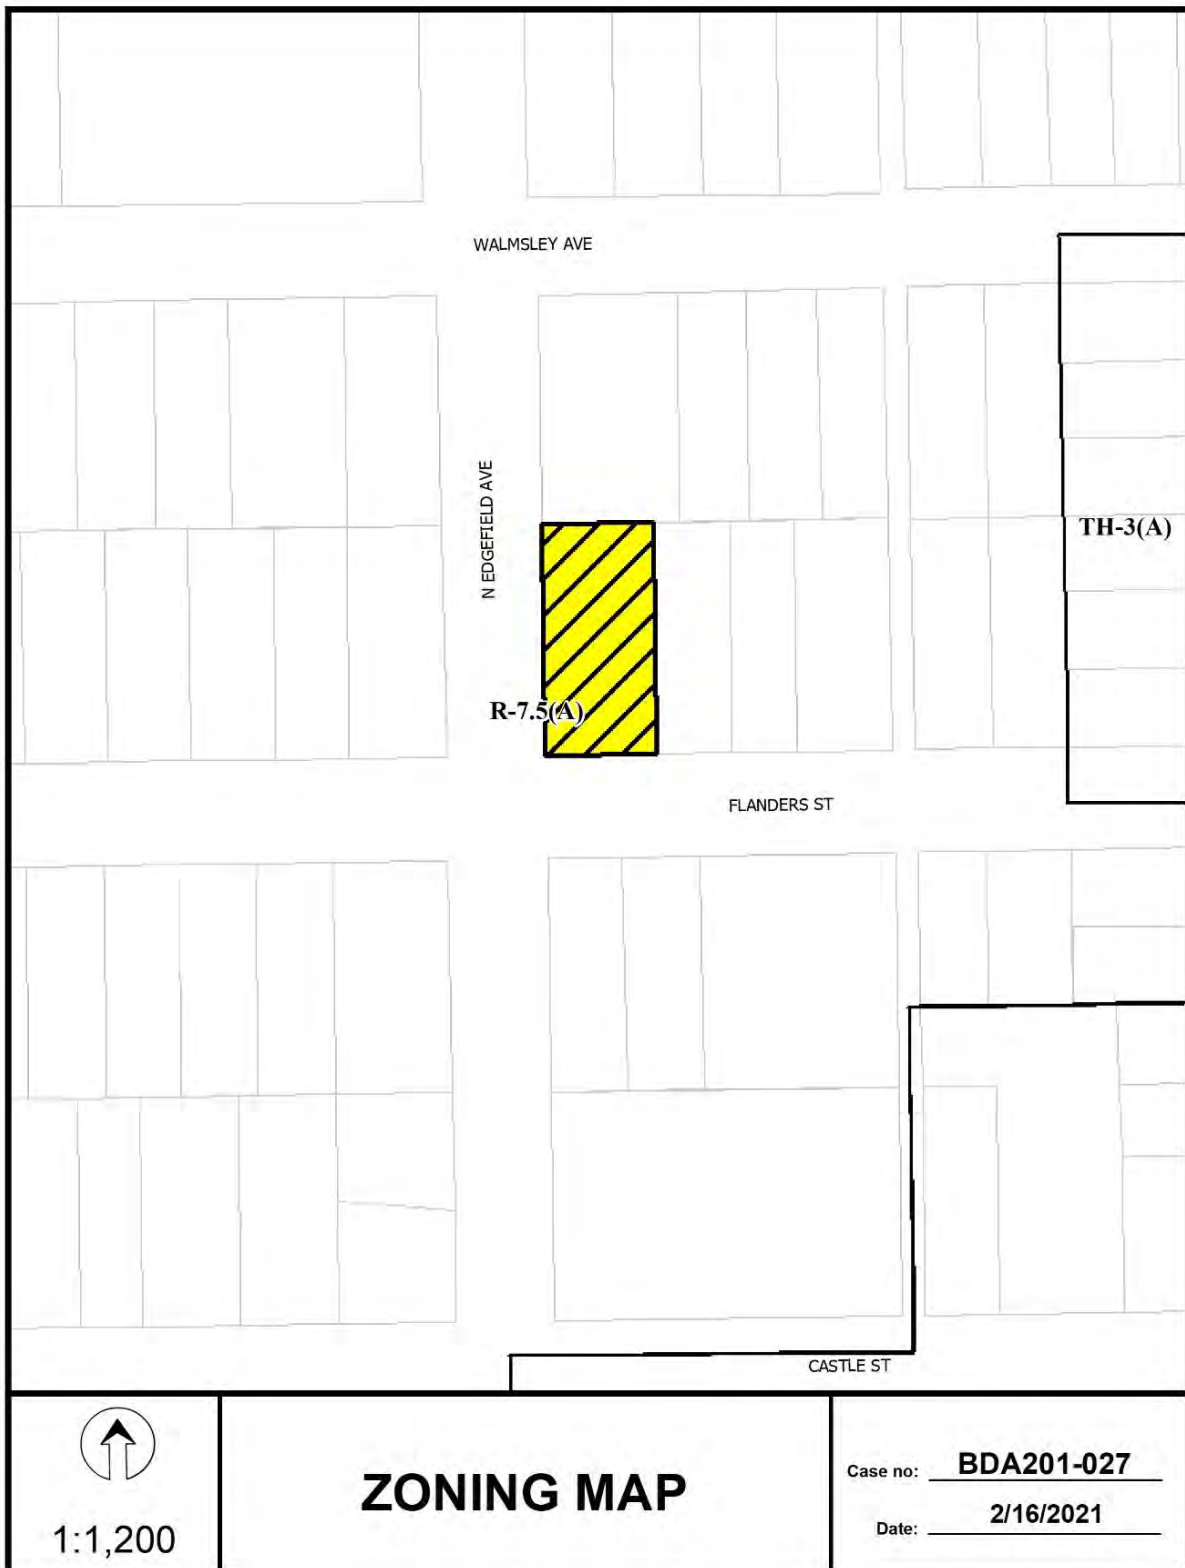 WALMSLEY AVE
N EDGEFIELD AVE
TH-3(A)
R-7.5(A)
FLANDERS ST
CASTLE ST
1:1,200
ZONING MAP
Case no: BDA201-027
Date: 2/16/2021